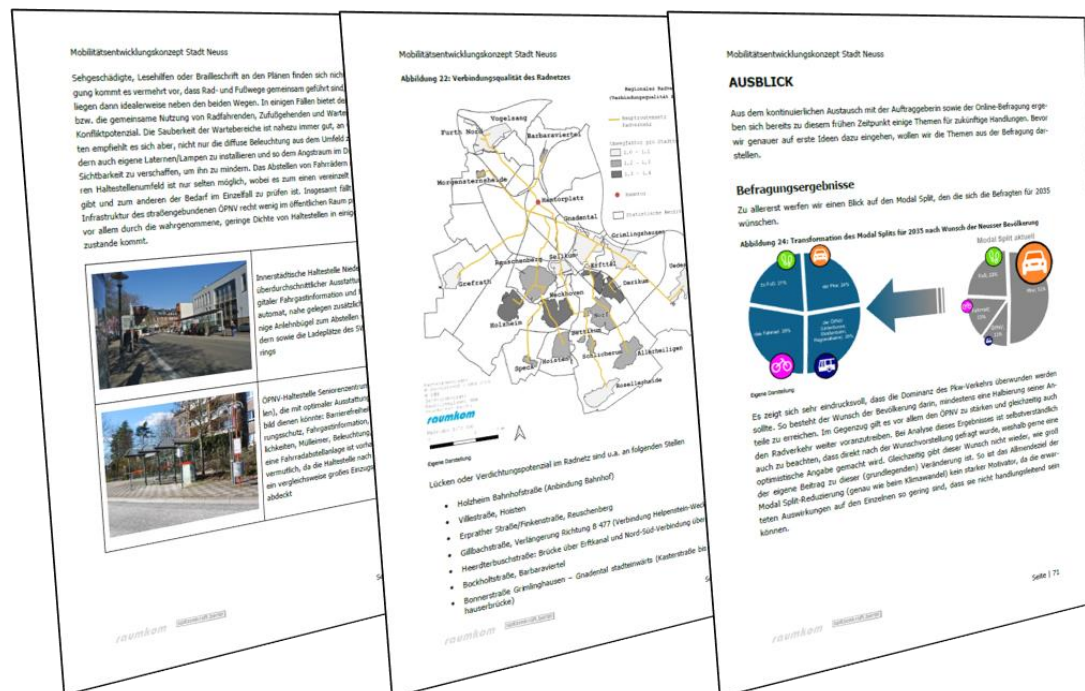 Mobilitätsentwicklungskonzept Stadt Neuss
Sehgeschädigte, Lesehilfen oder Brailleschrift an den Plänen finden sich nich
gung kommt es vermehrt vor, dass Rad- und Fußwege gemeinsam geführt sind,
liegen dann idealerweise neben den beiden Wegen. In einigen Fällen bietet de
bzw. die gemeinsame Nutzung von Radfahrenden, Zufußgehenden und Warte
Konfliktpotenzial. Die Sauberkeit der Wartebereiche ist nahezu immer gut, an
ten empfiehlt es sich aber, nicht nur die diffuse Beleuchtung aus dem Umfeld
dern auch eigene Laternen/Lampen zu installieren und so dem Angstraum im D
Sichtbarkeit zu verschaffen, um ihn zu mindern. Das Abstellen von Fahrrädern
ren Haltestellenumfeld ist nur selten möglich, wobei es zum einen vereinzelt
gibt und zum anderen der Bedarf im Einzelfall zu prüfen ist. Insgesamt fällt
Infrastruktur des straßengebundenen ÖPNV recht wenig im öffentlichen Raum
vor allem durch die wahrgenommene, geringe Dichte von Haltestellen in einig
zustande kommt.
Innerstädtische Haltestelle Niede
überdurchschnittlicher Ausstattu
gitaler Fahrgastinformation und
automat, nahe gelegen zusätzlich
nige Anlehnbügel zum Abstellen
dern sowie die Ladeplätze des
rings
ÖPNV-Haltestelle Seniorenzentrum
len), die mit optimaler Ausstattung
bild dienen könnte: Barrierefreiheit
rungsschutz, Fahrgastinformation,
lichkeiten, Mülleimer, Beleuchtung,
eine Fahrradabstellanlage ist vorha
vermutlich, da die Haltestelle nach
ein vergleichsweise großes Einzugs
abdeckt
raumkom
Mobilitätsentwicklungskonzept Stadt Neuss
Abbildung 22: Verbindungsqualität des Radnetzes
Vogelsang
Furth Nord
Barbaraviertel
Morgensternsheide
Hamtorplatz
Gnadental
Grimlinghausen
Reuschenberg
Selikum
Erfttal
Grefrath
Weckhoven
Derikum
Holzheim
Norf
Hoisten
Speck
Schlicherum
Allerheiligen
Rosellerheide
raumkom
Eigene Darstellung
Lücken oder Verdichtungspotenzial im Radnetz sind u.a. an folgenden Stellen
• Holzheim Bahnhofstraße (Anbindung Bahnhof)
• Villestraße, Hoisten
• Erprather Straße/Finkenstraße, Reuschenberg
• Gillbachstraße, Verlängerung Richtung B 477 (Verbindung Helpenstein-Weck
• Heerdterbuschstraße: Brücke über Erftkanal und Nord-Süd-Verbindung über
• Bockholtstraße, Barbaraviertel
• Bonnerstraße Grimlinghausen – Gnadental stadteinwärts (Kasterstraße bis
hauserbrücke)
raumkom
Mobilitätsentwicklungskonzept Stadt Neuss
AUSBLICK
Aus dem kontinuierlichen Austausch mit der Auftraggeberin sowie der Online-Befragung erge-
ben sich bereits zu diesem frühen Zeitpunkt einige Themen für zukünftige Handlungen. Bevor
wir genauer auf erste Ideen dazu eingehen, wollen wir die Themen aus der Befragung dar-
stellen.
Befragungsergebnisse
Zu allererst werfen wir einen Blick auf den Modal Split, den die sich die Befragten für 2035
wünschen.
Abbildung 24: Transformation des Modal Splits für 2035 nach Wunsch der Neusser Bevölkerung
Modal Split aktuell
Eigene Darstellung
Es zeigt sich sehr eindrucksvoll, dass die Dominanz des Pkw-Verkehrs überwunden werden
sollte. So besteht der Wunsch der Bevölkerung darin, mindestens eine Halbierung seiner An-
teile zu erreichen. Im Gegenzug gilt es vor allem den ÖPNV zu stärken und gleichzeitig auch
den Radverkehr weiter voranzutreiben. Bei Analyse dieses Ergebnisses ist selbstverständlich
auch zu beachten, dass direkt nach der Wunschvorstellung gefragt wurde, weshalb gerne eine
optimistische Angabe gemacht wird. Gleichzeitig gibt dieser Wunsch nicht wieder, wie groß
der eigene Beitrag zu dieser (grundlegenden) Veränderung ist. So ist das Allmendeziel der
Modal Split-Reduzierung (genau wie beim Klimawandel) kein starker Motivator, da die erwar-
teten Auswirkungen auf den Einzelnen so gering sind, dass sie nicht handlungsleitend sein
können.
Seite | 71
raumkom